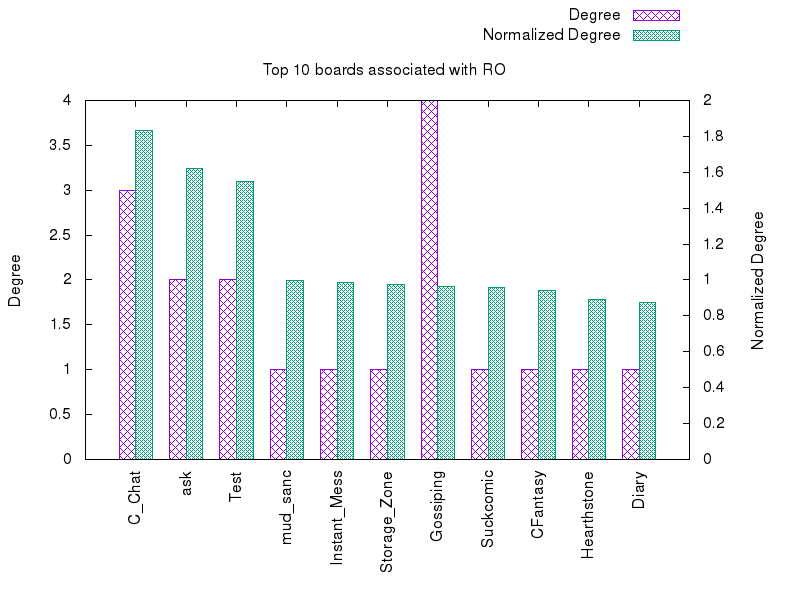 Degree
Normalized Degree
Top 10 boards associated with RO
4
3.5
3
2.5
2
1.5
1
0.5
0
2
1.8
1.6
1.4
1.2
1
0.8
0.6
0.4
0.2
0
Degree
Normalized Degree
C_Chat
ask
Test
mud_sanc
Instant_Mess
Storage_Zone
Gossiping
Suckcomic
CFantasy
Hearthstone
Diary